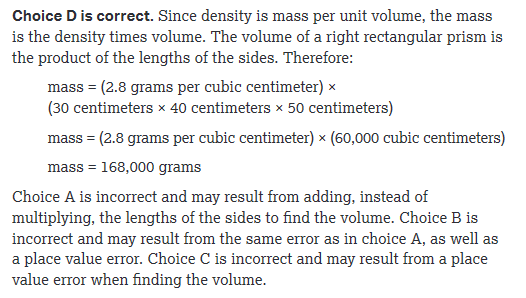 Choice D is correct. Since density is mass per unit volume, the mass
is the density times volume. The volume of a right rectangular prism is
the product of the lengths of the sides. Therefore:
mass = (2.8 grams per cubic centimeter) ×
(30 centimeters × 40 centimeters × 50 centimeters)
mass = (2.8 grams per cubic centimeter) × (60,000 cubic centimeters)
mass = 168,000 grams
Choice A is incorrect and may result from adding, instead of
multiplying, the lengths of the sides to find the volume. Choice B is
incorrect and may result from the same error as in choice A, as well as
a place value error. Choice C is incorrect and may result from a place
value error when finding the volume.